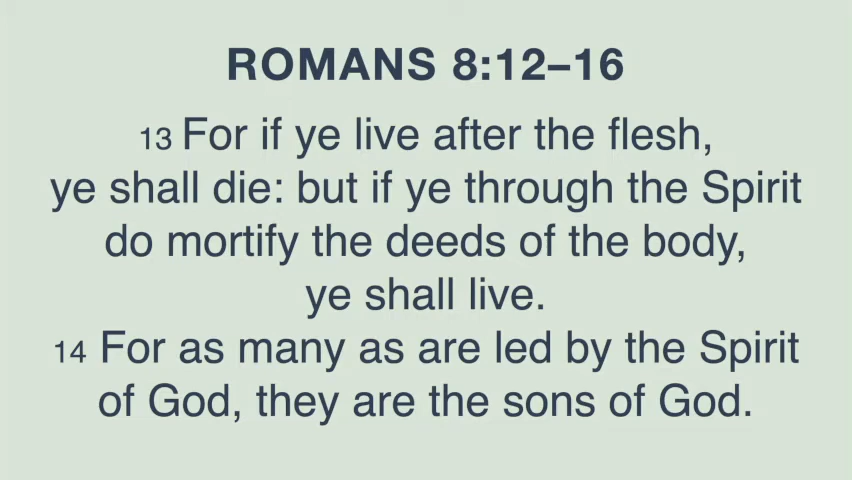 ROMANS 8:12–16
13 For if ye live after the flesh,
ye shall die: but if ye through the Spirit
do mortify the deeds of the body,
ye shall live.
14 For as many as are led by the Spirit
of God, they are the sons of God.